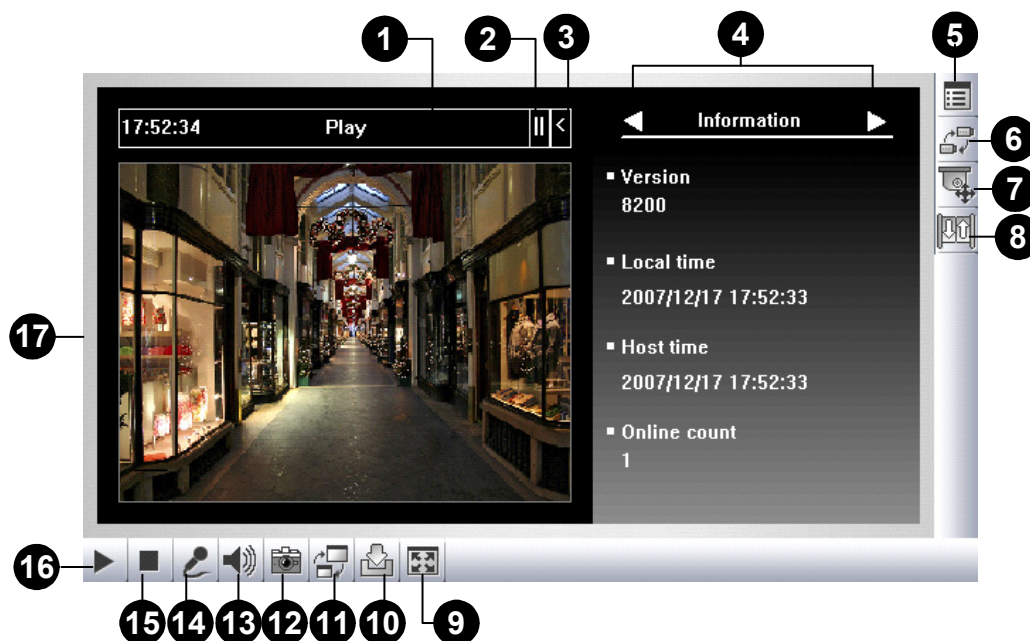 1 2 3 4 5
17:52:34 Play || <
Information
6
7
8
Version
8200
Local time
2007/12/17 17:52:33
Host time
2007/12/17 17:52:33
Online count
1
17
16
15 14 13 12 11 10 9